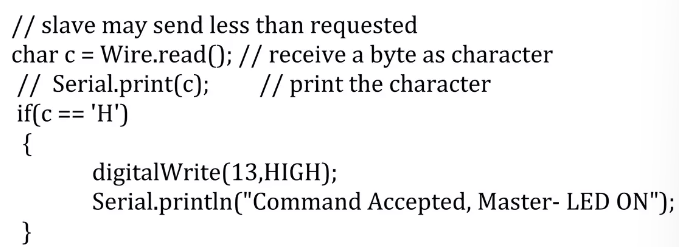 // slave may send less than requested
char c = Wire.read(); // receive a byte as character
// Serial.print(c); // print the character
if(c == 'H')
{
digitalWrite(13,HIGH);
Serial.println("Command Accepted, Master- LED ON");
}